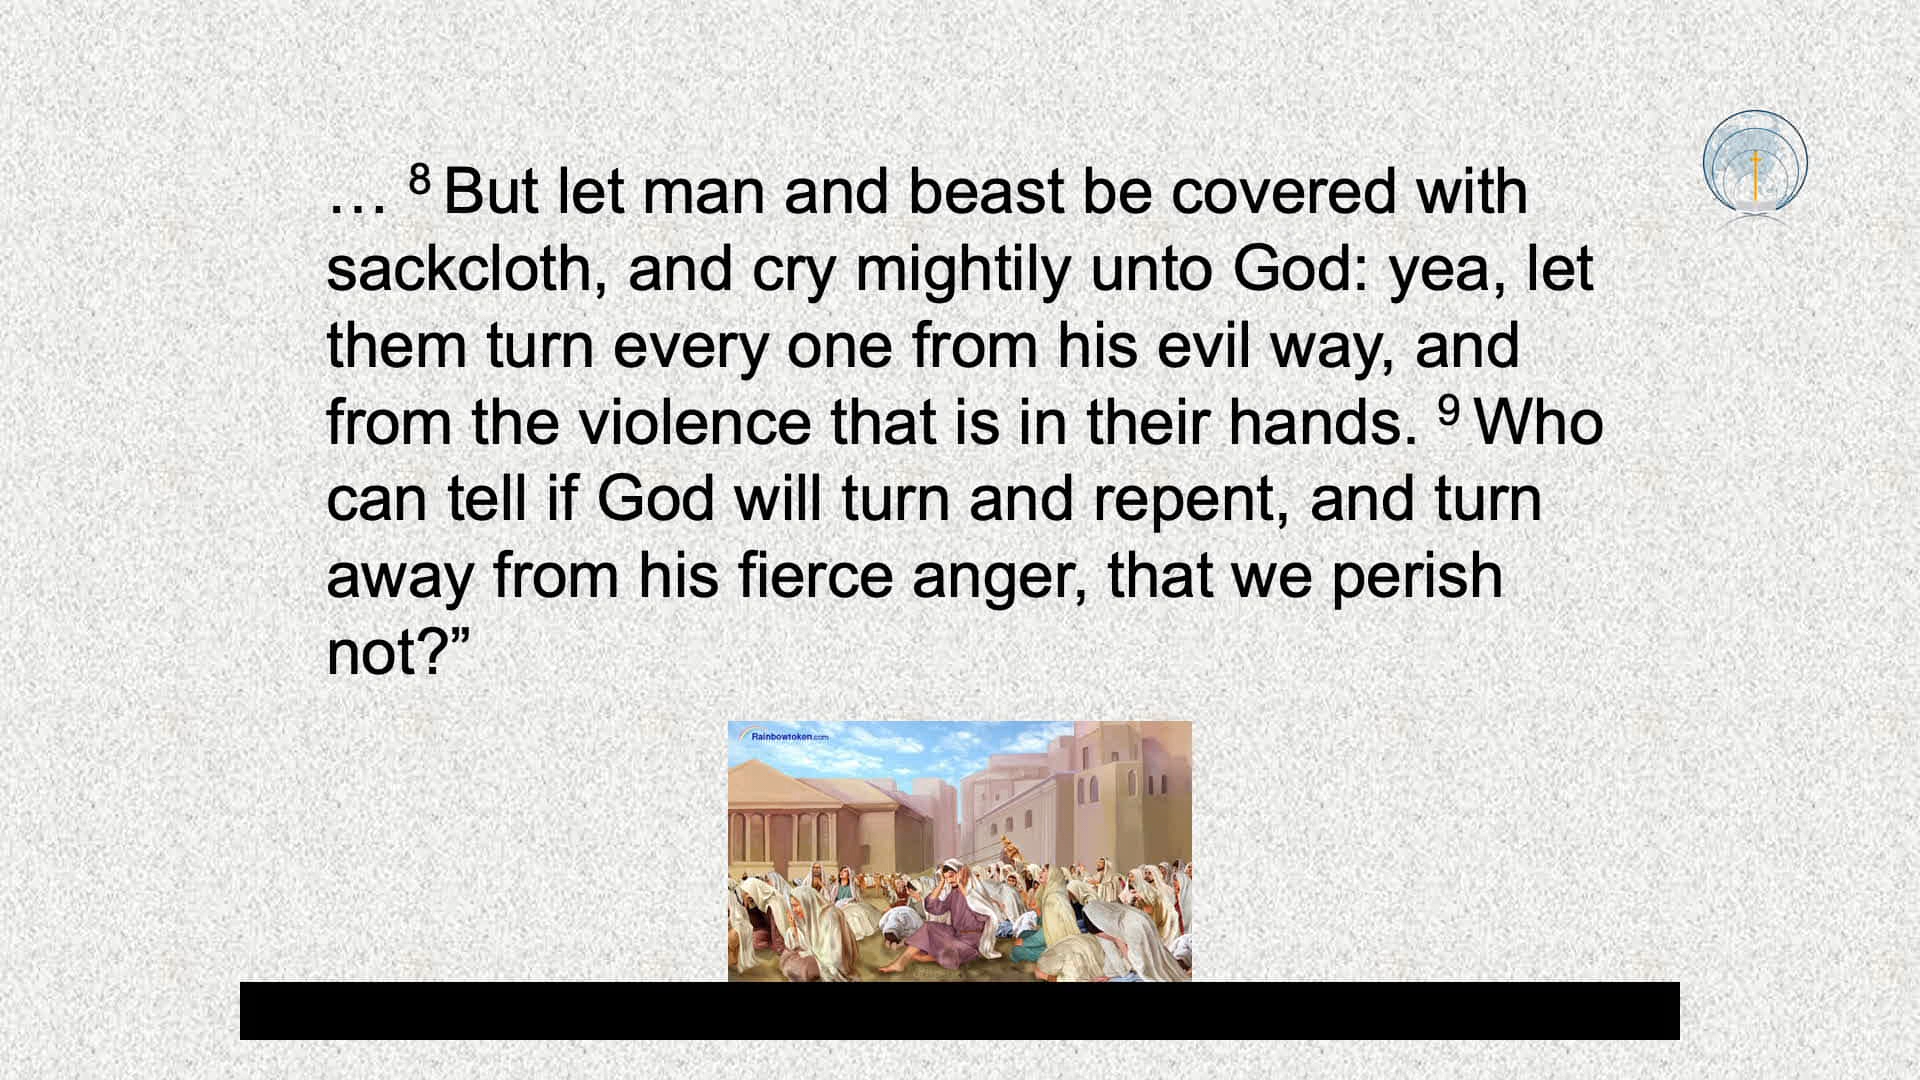 … 8 But let man and beast be covered with
sackcloth, and cry mightily unto God: yea, let
them turn every one from his evil way, and
from the violence that is in their hands. 9 Who
can tell if God will turn and repent, and turn
away from his fierce anger, that we perish
not?”
Rainbowtoken.com